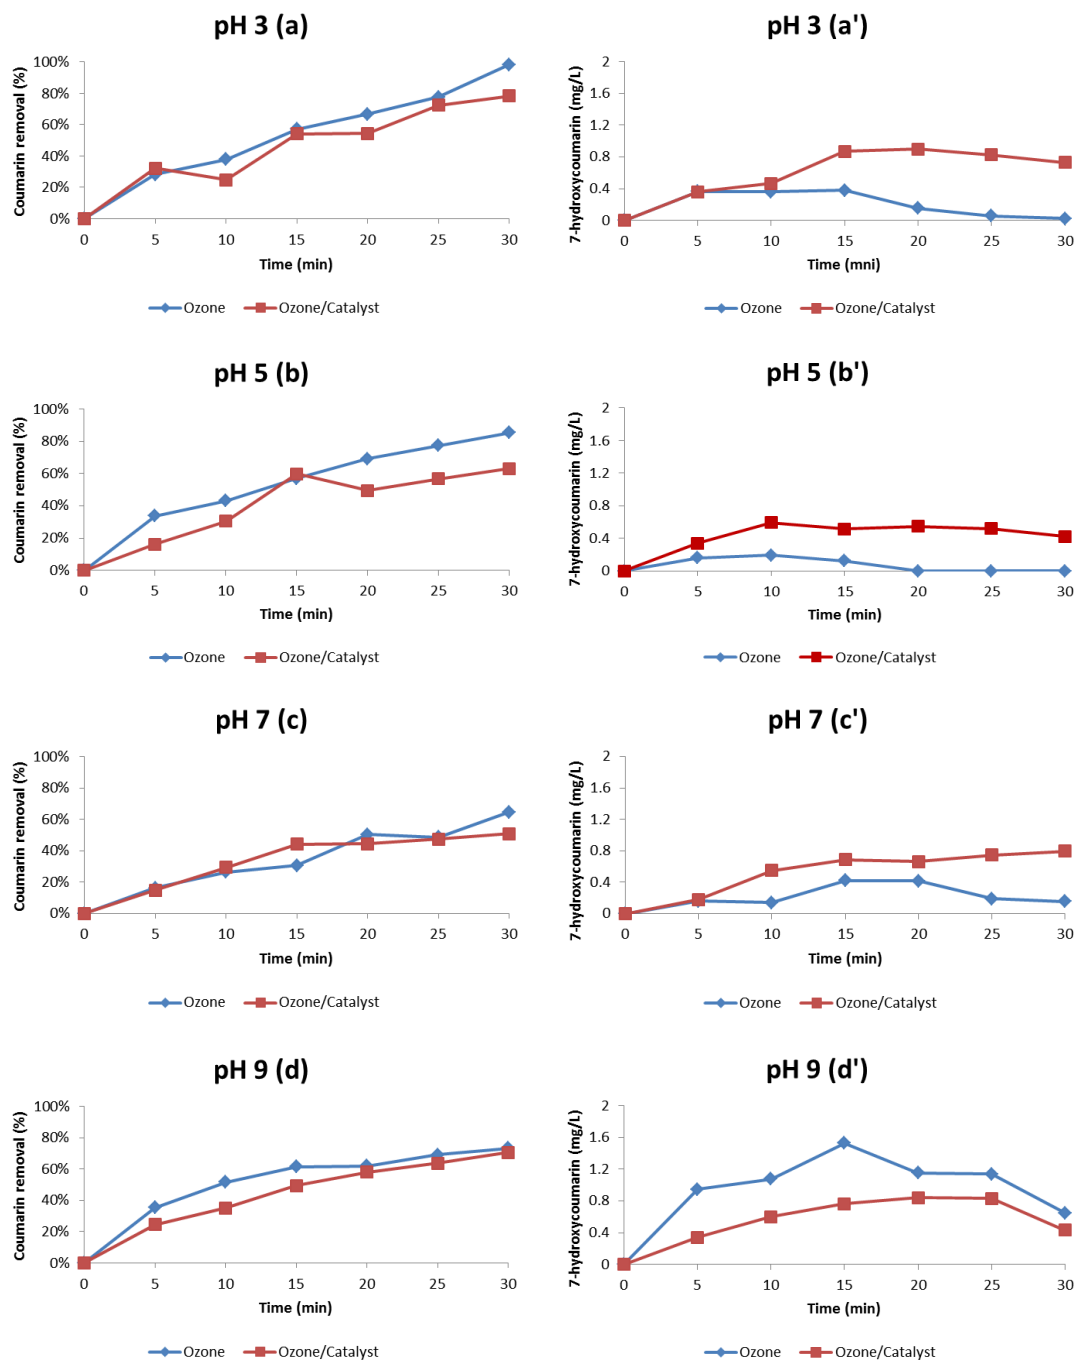 pH 3 (a)
Coumarin removal (%)
100%
80%
60%
40%
20%
0%
0 5 10 15 20 25 30
Time (min)
Ozone Ozone/Catalyst
pH 3 (a')
7-hydroxycoumarin (mg/L)
2
1.6
1.2
0.8
0.4
0
0 5 10 15 20 25 30
Time (mni)
Ozone Ozone/Catalyst
pH 5 (b)
Coumarin removal (%)
100%
80%
60%
40%
20%
0%
0 5 10 15 20 25 30
Time (min)
Ozone Ozone/Catalyst
pH 5 (b')
7-hydroxycoumarin (mg/L)
2
1.6
1.2
0.8
0.4
0
0 5 10 15 20 25 30
Time (min)
Ozone Ozone/Catalyst
pH 7 (c)
Coumarin removal (%)
100%
80%
60%
40%
20%
0%
0 5 10 15 20 25 30
Time (min)
Ozone Ozone/Catalyst
pH 7 (c')
7-hydroxycoumarin (mg/L)
2
1.6
1.2
0.8
0.4
0
0 5 10 15 20 25 30
Time (min)
Ozone Ozone/Catalyst
pH 9 (d)
Coumarin removal (%)
100%
80%
60%
40%
20%
0%
0 5 10 15 20 25 30
Time (min)
Ozone Ozone/Catalyst
pH 9 (d')
7-hydroxycoumarin (mg/L)
2
1.6
1.2
0.8
0.4
0
0 5 10 15 20 25 30
Time (min)
Ozone Ozone/Catalyst